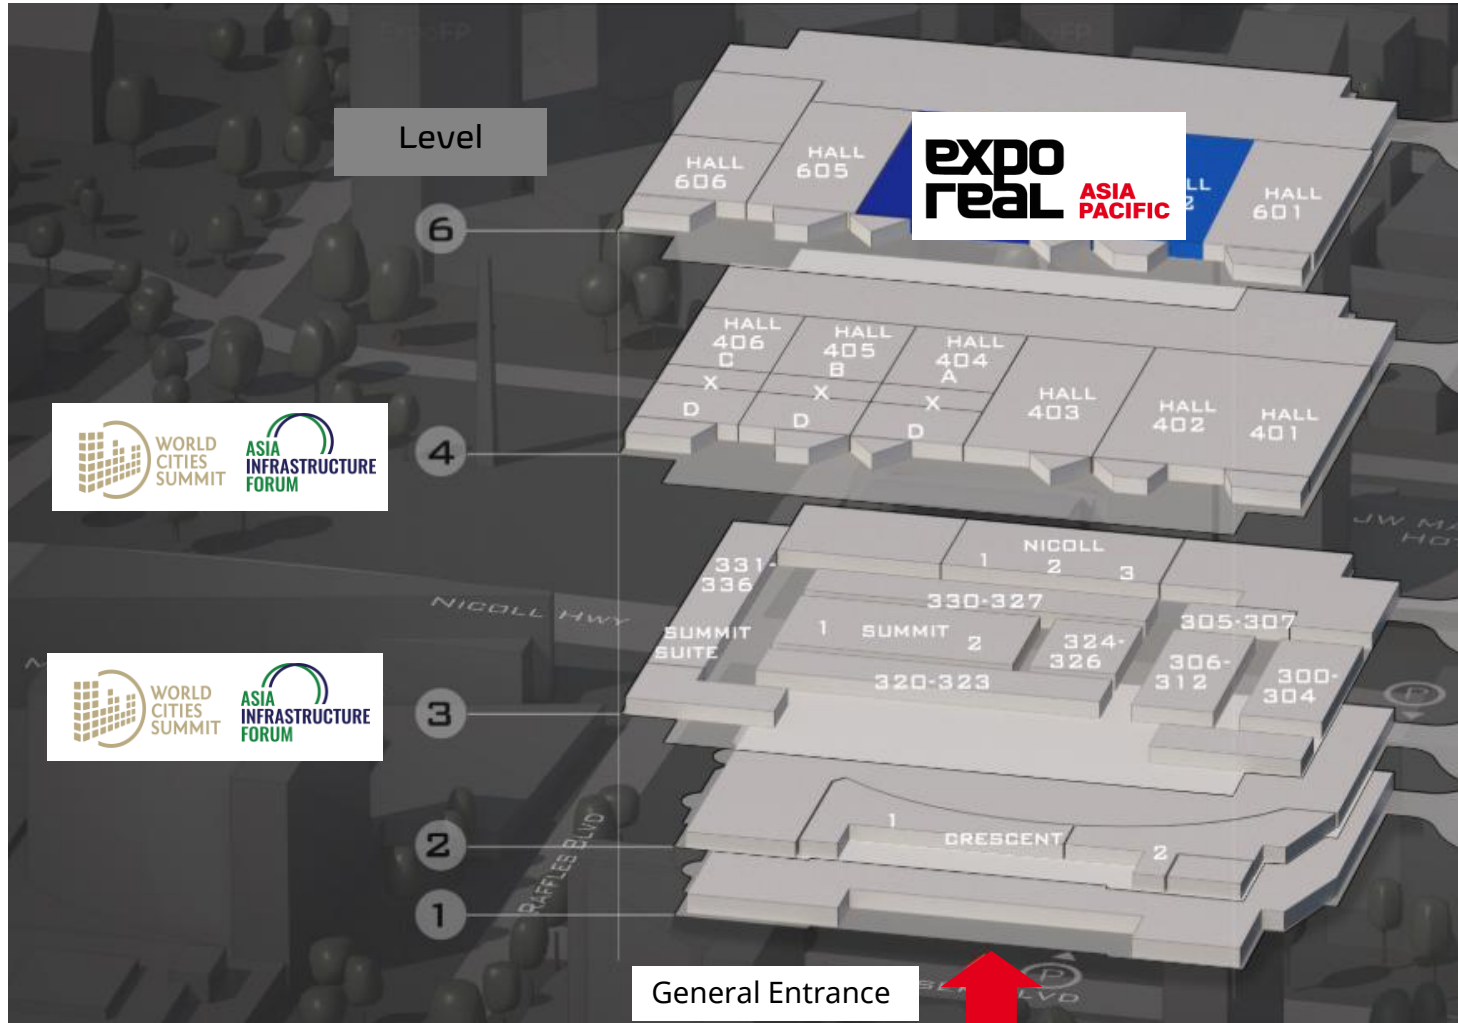 ExpoFP
Level
6
HALL
606
HALL
605
expo
real
ASIA
PACIFIC
HALL
601
4
WORLD
CITIES
SUMMIT
ASIA
INFRASTRUCTURE
FORUM
HALL
406
C
X
D
HALL
405
B
X
D
HALL
404
A
X
D
HALL
403
HALL
402
HALL
401
NICOLL HWY
3
WORLD
CITIES
SUMMIT
ASIA
INFRASTRUCTURE
FORUM
331-
336
NICOLL
1 2 3
330-327
305-307
SUMMIT
SUITE
1 SUMMIT 2
324-
326
320-323
306-
312
300-
304
P
2
1
CRESCENT
2
RAFFLES BLVD
1
General Entrance
P
BLVD